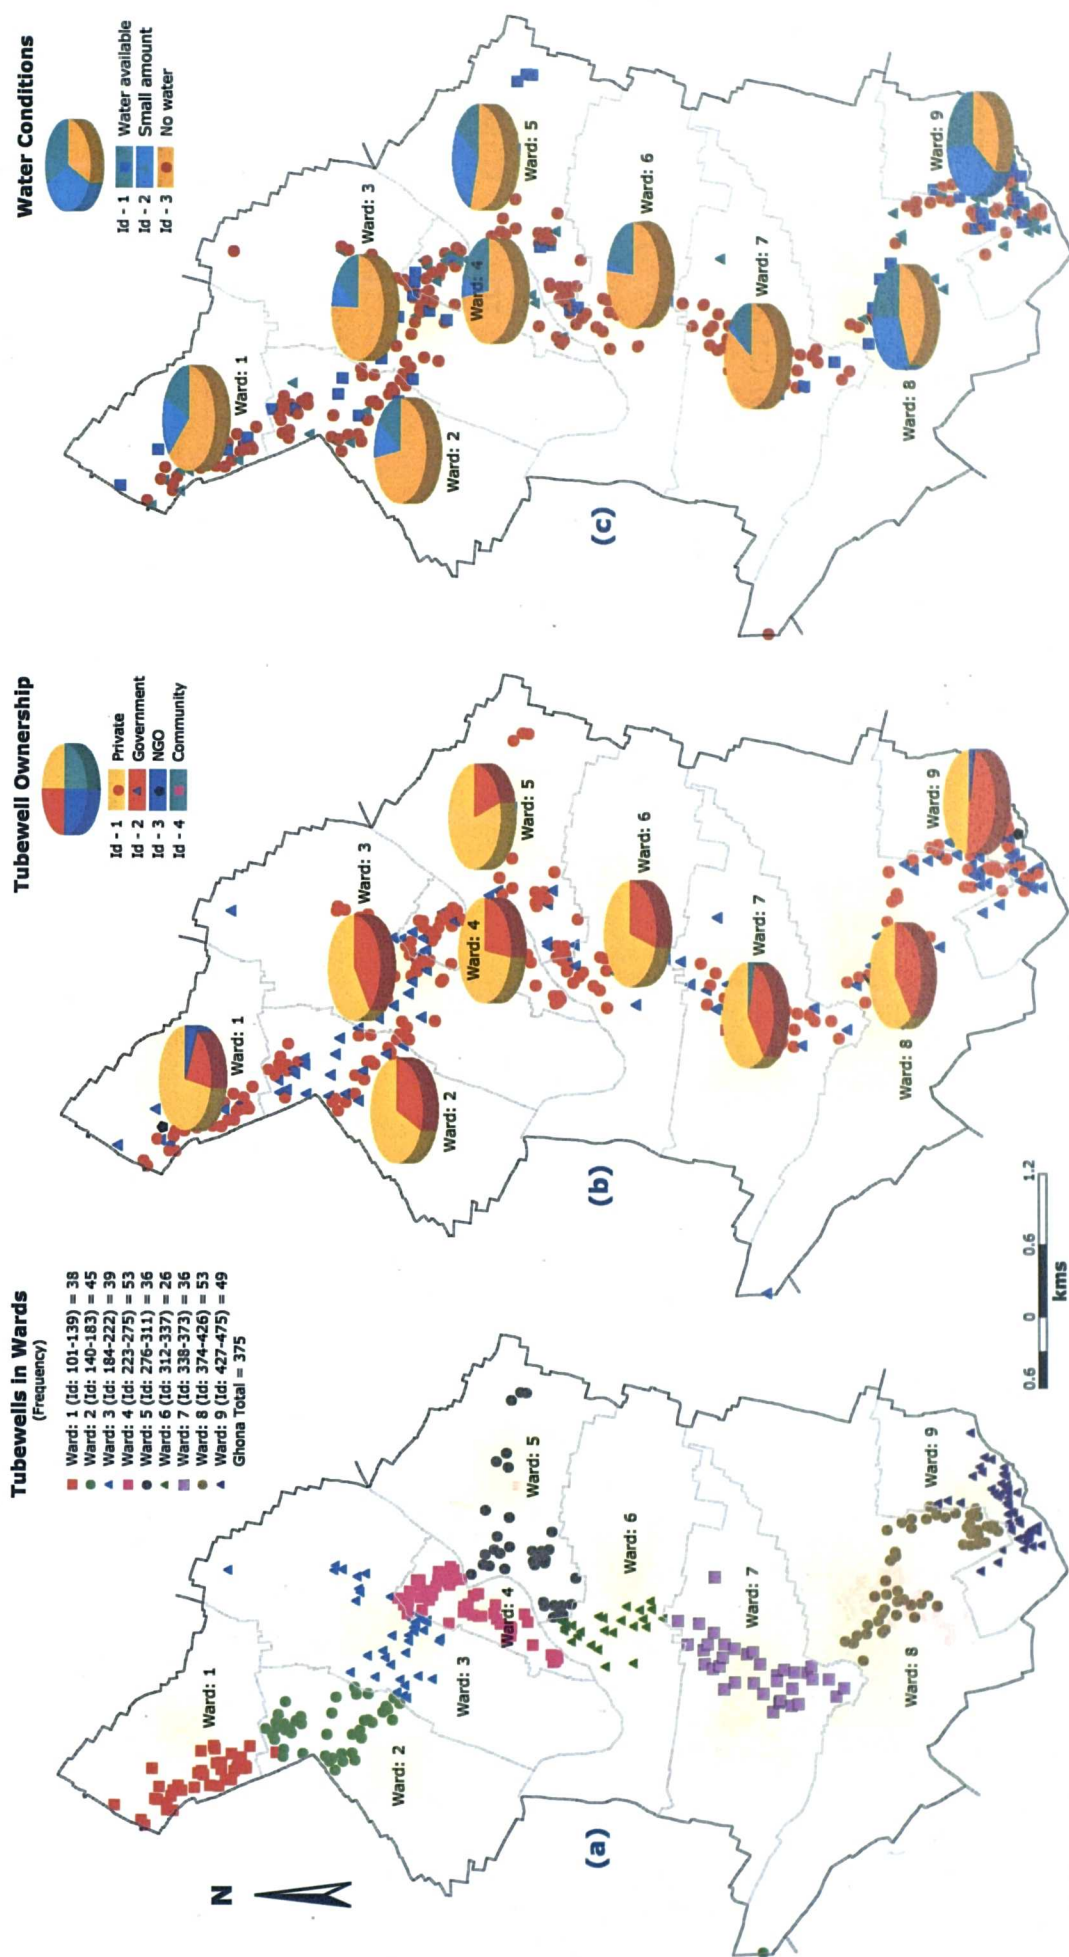 Tubewells in Wards
(Frequency)
Ward: 1 (Id: 101-139) = 38
Ward: 2 (Id: 140-183) = 45
Ward: 3 (Id: 184-222) = 39
Ward: 4 (Id: 223-275) = 53
Ward: 5 (Id: 276-311) = 36
Ward: 6 (Id: 312-337) = 26
Ward: 7 (Id: 338-373) = 36
Ward: 8 (Id: 374-426) = 53
Ward: 9 (Id: 427-475) = 49
Ghona Total = 375
N
Ward: 1
Ward: 2
Ward: 3
Ward: 4
Ward: 5
Ward: 6
Ward: 7
Ward: 8
Ward: 9
(a)
Tubewell Ownership
Id - 1 Private
Id - 2 Government
Id - 3 NGO
Id - 4 Community
Ward: 1
Ward: 2
Ward: 3
Ward: 4
Ward: 5
Ward: 6
Ward: 7
Ward: 8
Ward: 9
(b)
0.6 0 0.6 1.2
kms
Water Conditions
Id - 1 Water available
Id - 2 Small amount
Id - 3 No water
Ward: 1
Ward: 2
Ward: 3
Ward: 4
Ward: 5
Ward: 6
Ward: 7
Ward: 8
Ward: 9
(c)